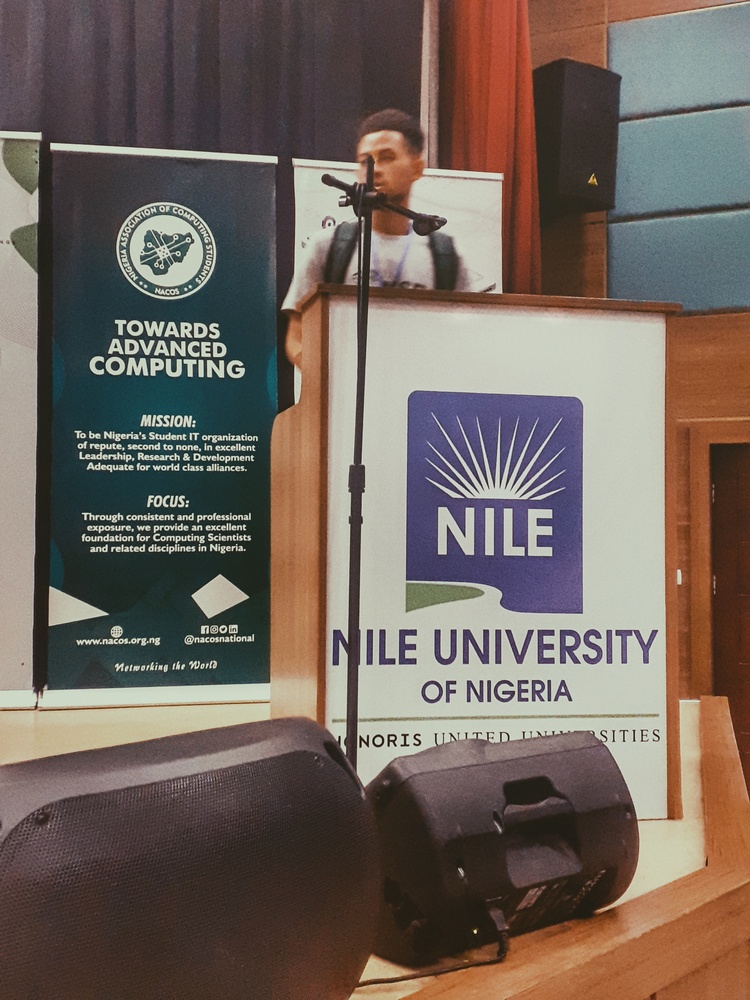 NIGERIA ASSOCIATION OF COMPUTING STUDENTS
NACOS
TOWARDS
ADVANCED
COMPUTING
MISSION:
To be Nigeria's Student IT organization
of repute, second to none, in excellent
Leadership, Research & Development
Adequate for world class alliances.
FOCUS:
Through consistent and professional
exposure, we provide an excellent
foundation for Computing Scientists
and related disciplines in Nigeria.
www.nacos.org.ng
@nacosnational
Networking the World
NILE
NILE UNIVERSITY
OF NIGERIA
HONORIS UNITED UNIVERSITIES